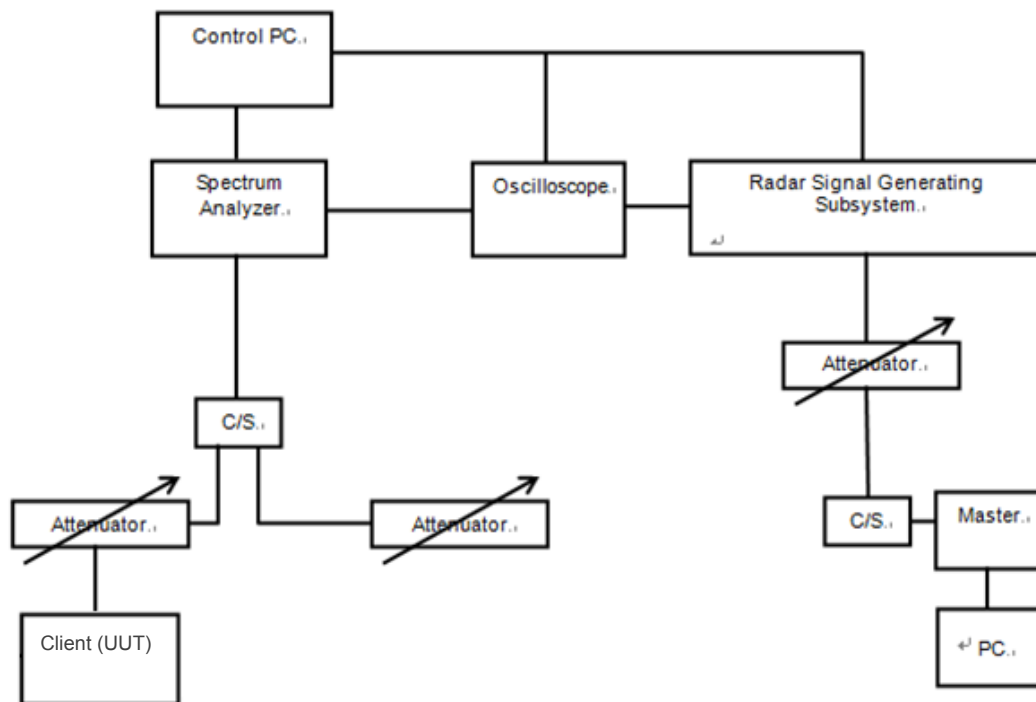 Control PC.
Spectrum
Analyzer.
Oscilloscope.
Radar Signal Generating
Subsystem.
↵
Attenuator.
C/S.
Attenuator.
Attenuator.
C/S.
Master.
Client (UUT)
↵ PC.